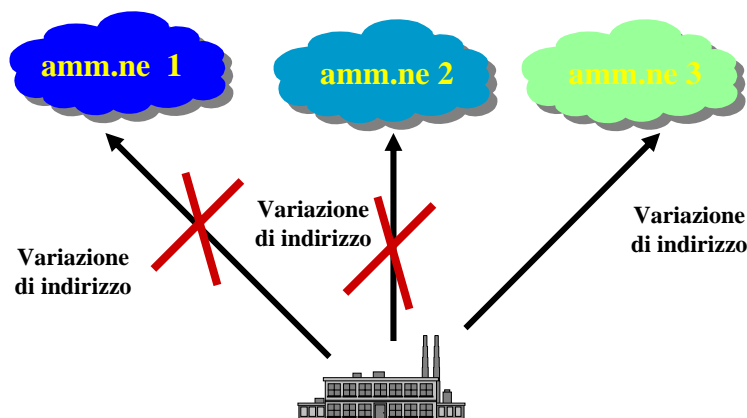 amm.ne 1
amm.ne 2
amm.ne 3
Variazione
di indirizzo
Variazione
di indirizzo
Variazione
di indirizzo